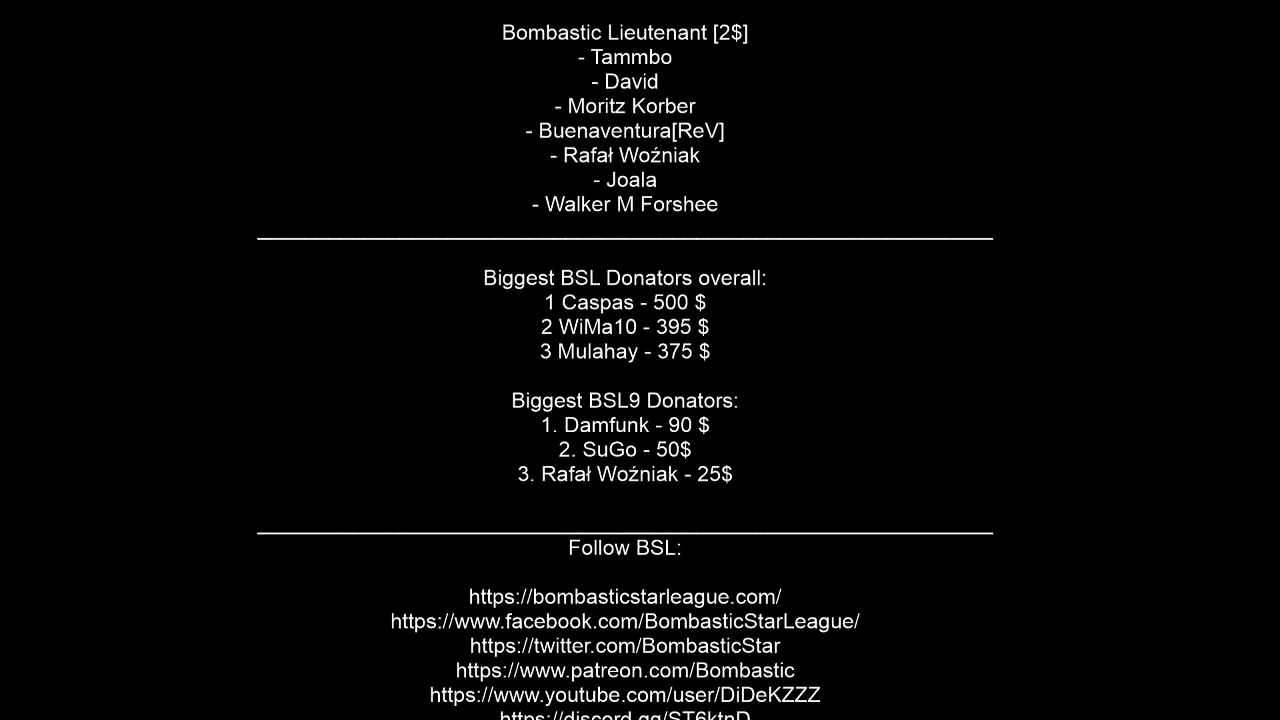 Bombastic Lieutenant [2$]
- Tammbo
- David
- Moritz Korber
- Buenaventura[ReV]
- Rafał Woźniak
- Joala
- Walker M Forshee
Biggest BSL Donators overall:
1 Caspas - 500 $
2 WiMa10 - 395 $
3 Mulahay - 375 $
Biggest BSL9 Donators:
1. Damfunk - 90 $
2. SuGo - 50$
3. Rafał Woźniak - 25$
Follow BSL:
https://bombasticstarleague.com/
https://www.facebook.com/BombasticStarLeague/
https://twitter.com/BombasticStar
https://www.patreon.com/Bombastic
https://www.youtube.com/user/DiDeKZZZ